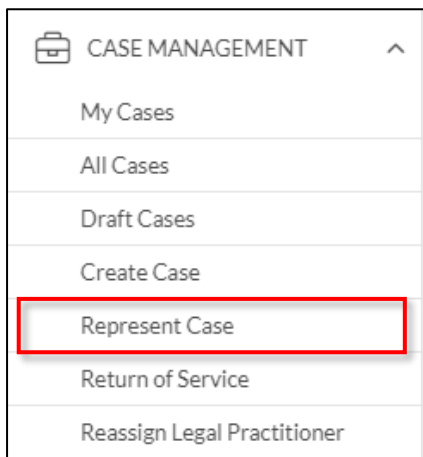 CASE MANAGEMENT
My Cases
All Cases
Draft Cases
Create Case
Represent Case
Return of Service
Reassign Legal Practitioner